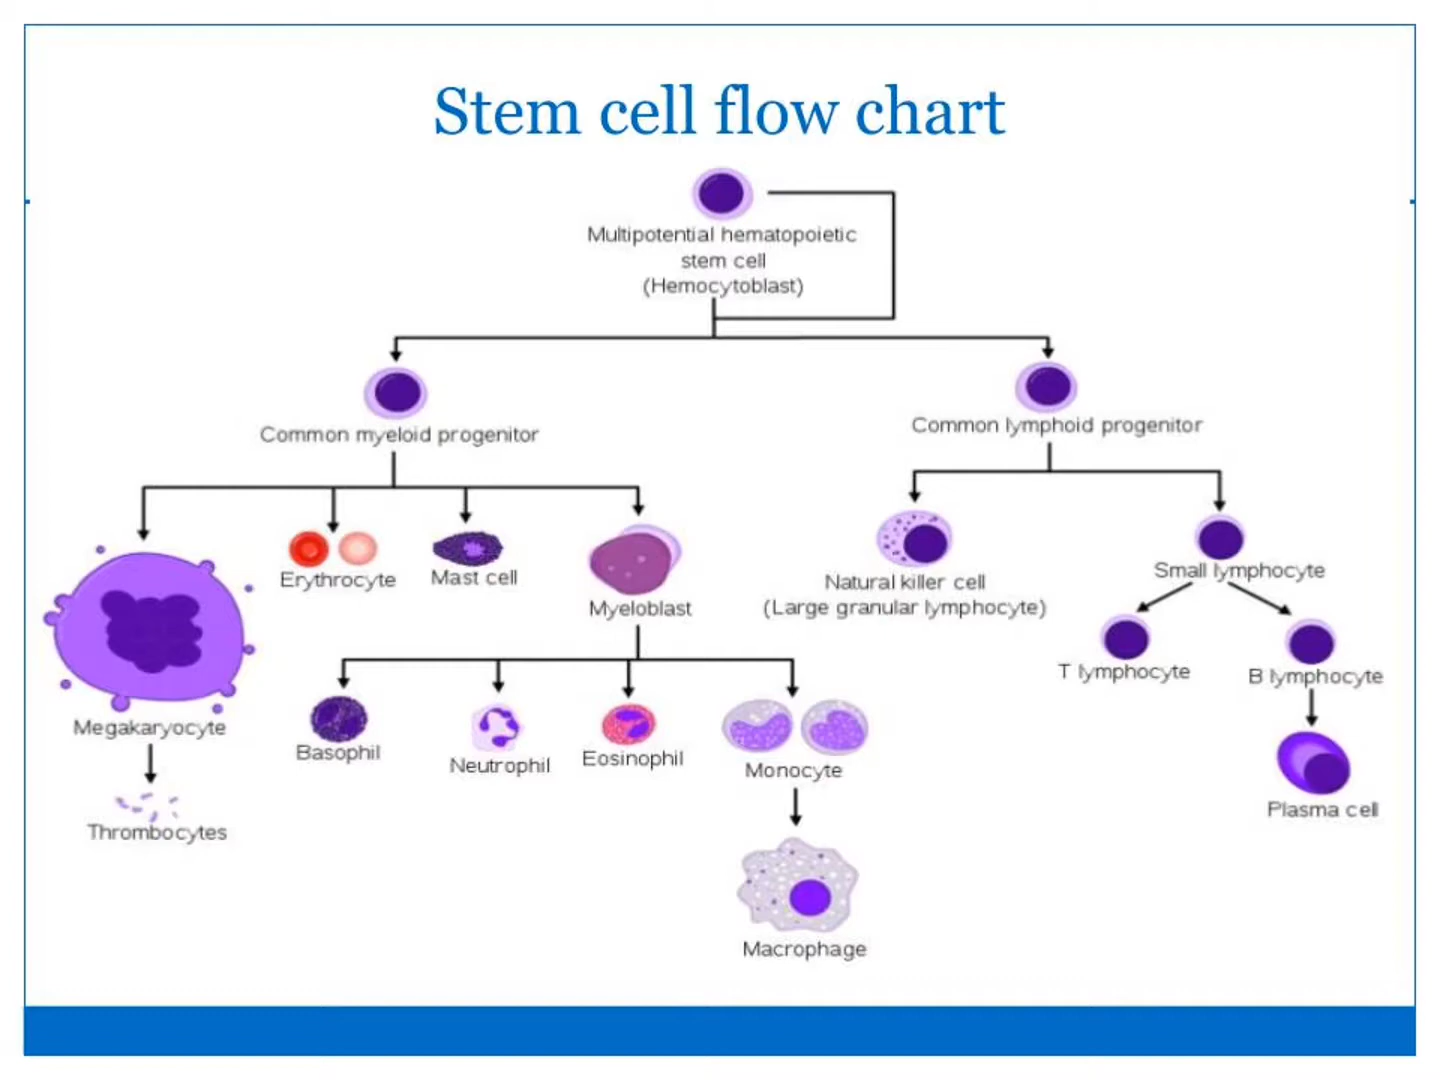 Stem cell flow chart
Multipotential hematopoietic
stem cell
(Hemocytoblast)
Common myeloid progenitor
Common lymphoid progenitor
Erythrocyte
Mast cell
Myeloblast
Natural killer cell
(Large granular lymphocyte)
Small lymphocyte
T lymphocyte
B lymphocyte
Megakaryocyte
Basophil
Neutrophil
Eosinophil
Monocyte
Plasma cell
Thrombocytes
Macrophage